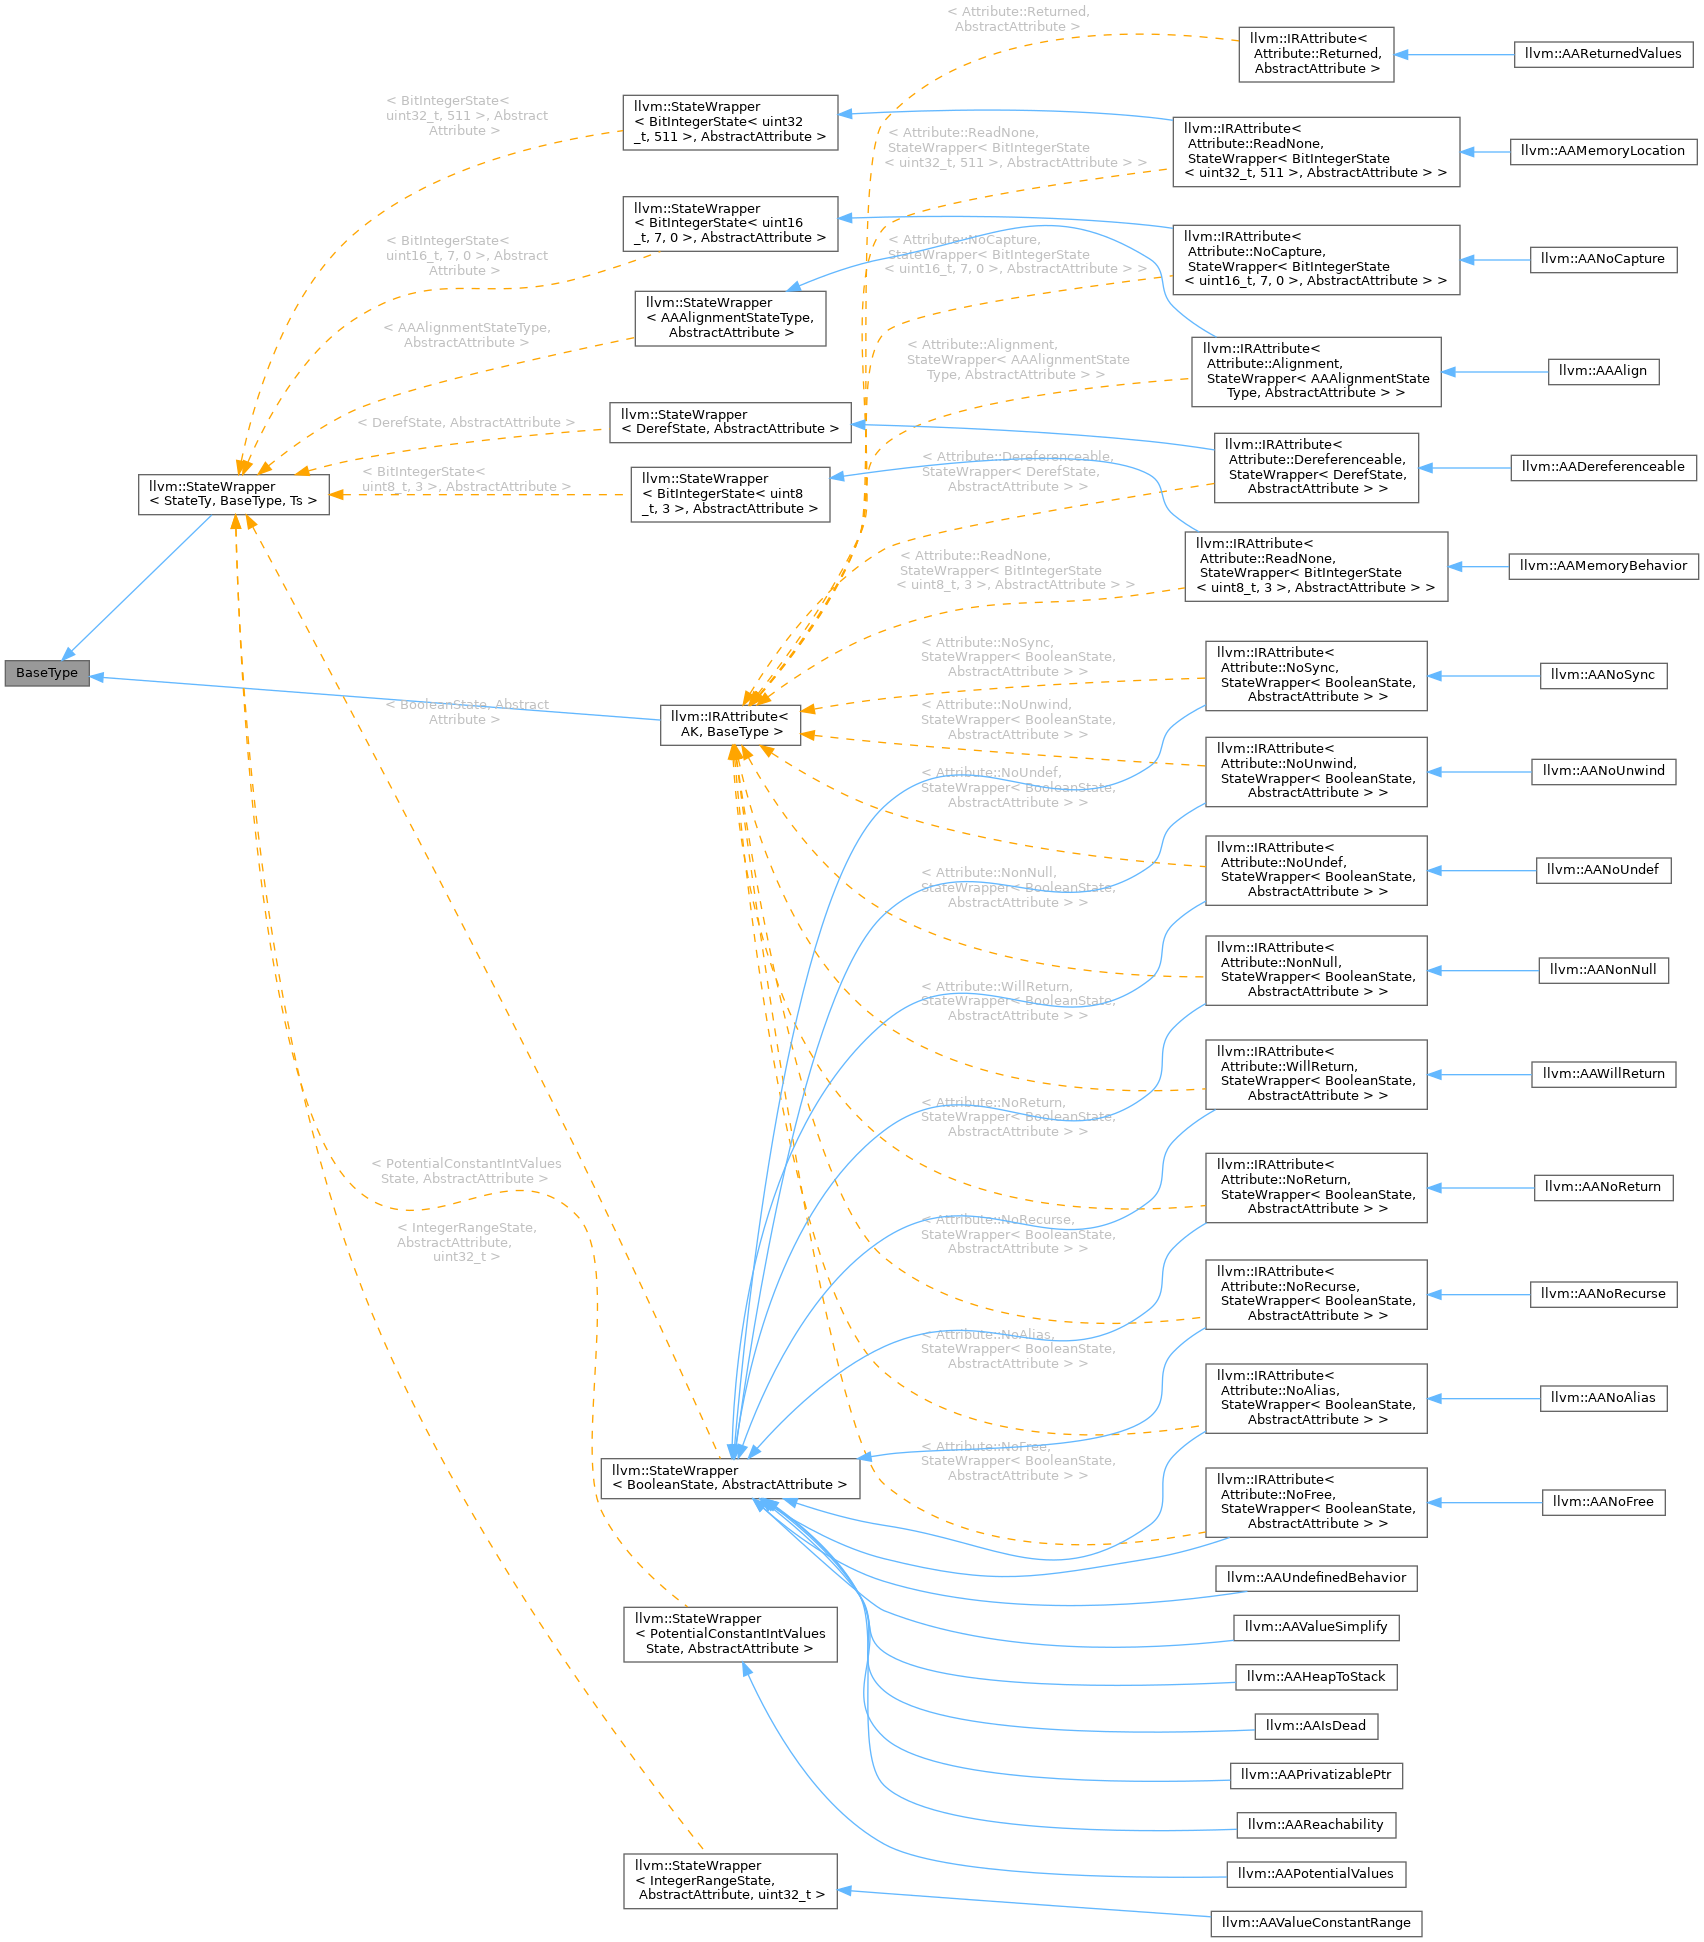 BaseType
llvm::StateWrapper
< StateTy, BaseType, Ts >
< BitIntegerState<
uint32_t, 511 >, Abstract
Attribute >
< BitIntegerState<
uint16_t, 7, 0 >, Abstract
Attribute >
< AAAlignmentStateType,
AbstractAttribute >
< DerefState, AbstractAttribute >
< BitIntegerState<
uint8_t, 3 >, AbstractAttribute >
< BooleanState, Abstract
Attribute >
< PotentialConstantIntValues
State, AbstractAttribute >
< IntegerRangeState,
AbstractAttribute,
uint32_t >
llvm::StateWrapper
< BitIntegerState< uint32
_t, 511 >, AbstractAttribute >
llvm::StateWrapper
< BitIntegerState< uint16
_t, 7, 0 >, AbstractAttribute >
llvm::StateWrapper
< AAAlignmentStateType,
AbstractAttribute >
llvm::StateWrapper
< DerefState, AbstractAttribute >
llvm::StateWrapper
< BitIntegerState< uint8
_t, 3 >, AbstractAttribute >
llvm::IRAttribute<
AK, BaseType >
llvm::StateWrapper
< BooleanState, AbstractAttribute >
llvm::StateWrapper
< PotentialConstantIntValues
State, AbstractAttribute >
llvm::StateWrapper
< IntegerRangeState,
AbstractAttribute, uint32_t >
< Attribute::Returned,
AbstractAttribute >
< Attribute::ReadNone,
StateWrapper< BitIntegerState
< uint32_t, 511 >, AbstractAttribute > >
< Attribute::NoCapture,
StateWrapper< BitIntegerState
< uint16_t, 7, 0 >, AbstractAttribute > >
< Attribute::Alignment,
StateWrapper< AAAlignmentState
Type, AbstractAttribute > >
< Attribute::Dereferenceable,
StateWrapper< DerefState,
AbstractAttribute > >
< Attribute::ReadNone,
StateWrapper< BitIntegerState
< uint8_t, 3 >, AbstractAttribute > >
< Attribute::NoSync,
StateWrapper< BooleanState,
AbstractAttribute > >
< Attribute::NoUnwind,
StateWrapper< BooleanState,
AbstractAttribute > >
< Attribute::NoUndef,
StateWrapper< BooleanState,
AbstractAttribute > >
< Attribute::NonNull,
StateWrapper< BooleanState,
AbstractAttribute > >
< Attribute::WillReturn,
StateWrapper< BooleanState,
AbstractAttribute > >
< Attribute::NoReturn,
StateWrapper< BooleanState,
AbstractAttribute > >
< Attribute::NoRecurse,
StateWrapper< BooleanState,
AbstractAttribute > >
< Attribute::NoAlias,
StateWrapper< BooleanState,
AbstractAttribute > >
< Attribute::NoFree,
StateWrapper< BooleanState,
AbstractAttribute > >
llvm::IRAttribute<
Attribute::Returned,
AbstractAttribute >
llvm::IRAttribute<
Attribute::ReadNone,
StateWrapper< BitIntegerState
< uint32_t, 511 >, AbstractAttribute > >
llvm::IRAttribute<
Attribute::NoCapture,
StateWrapper< BitIntegerState
< uint16_t, 7, 0 >, AbstractAttribute > >
llvm::IRAttribute<
Attribute::Alignment,
StateWrapper< AAAlignmentState
Type, AbstractAttribute > >
llvm::IRAttribute<
Attribute::Dereferenceable,
StateWrapper< DerefState,
AbstractAttribute > >
llvm::IRAttribute<
Attribute::ReadNone,
StateWrapper< BitIntegerState
< uint8_t, 3 >, AbstractAttribute > >
llvm::IRAttribute<
Attribute::NoSync,
StateWrapper< BooleanState,
AbstractAttribute > >
llvm::IRAttribute<
Attribute::NoUnwind,
StateWrapper< BooleanState,
AbstractAttribute > >
llvm::IRAttribute<
Attribute::NoUndef,
StateWrapper< BooleanState,
AbstractAttribute > >
llvm::IRAttribute<
Attribute::NonNull,
StateWrapper< BooleanState,
AbstractAttribute > >
llvm::IRAttribute<
Attribute::WillReturn,
StateWrapper< BooleanState,
AbstractAttribute > >
llvm::IRAttribute<
Attribute::NoReturn,
StateWrapper< BooleanState,
AbstractAttribute > >
llvm::IRAttribute<
Attribute::NoRecurse,
StateWrapper< BooleanState,
AbstractAttribute > >
llvm::IRAttribute<
Attribute::NoAlias,
StateWrapper< BooleanState,
AbstractAttribute > >
llvm::IRAttribute<
Attribute::NoFree,
StateWrapper< BooleanState,
AbstractAttribute > >
llvm::AAUndefinedBehavior
llvm::AAValueSimplify
llvm::AAHeapToStack
llvm::AAIsDead
llvm::AAPrivatizablePtr
llvm::AAReachability
llvm::AAPotentialValues
llvm::AAValueConstantRange
llvm::AAReturnedValues
llvm::AAMemoryLocation
llvm::AANoCapture
llvm::AAAlign
llvm::AADereferenceable
llvm::AAMemoryBehavior
llvm::AANoSync
llvm::AANoUnwind
llvm::AANoUndef
llvm::AANonNull
llvm::AAWillReturn
llvm::AANoReturn
llvm::AANoRecurse
llvm::AANoAlias
llvm::AANoFree